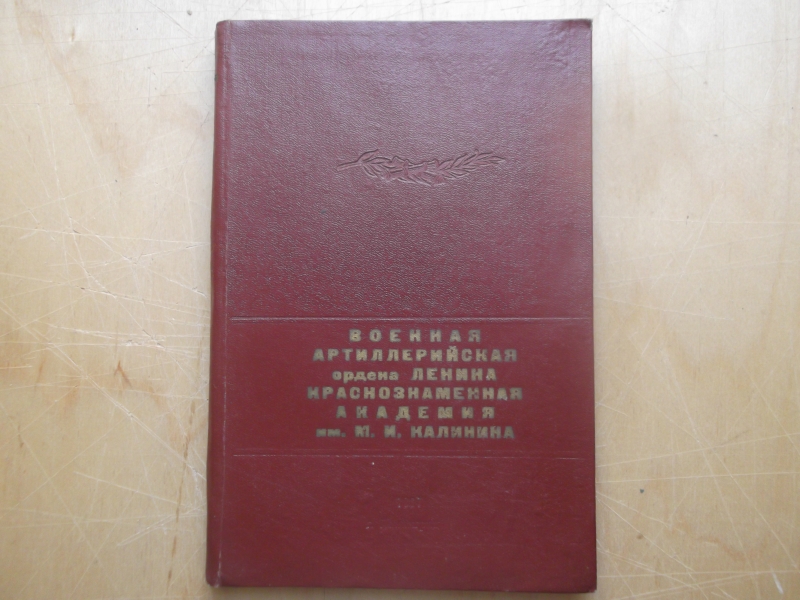 ВОЕННАЯ
АРТИЛЛЕРИЙСКАЯ
ордена ЛЕНИНА
КРАСНОЗНАМЕННАЯ
АКАДЕМИЯ
им. М. И. КАЛИНИНА